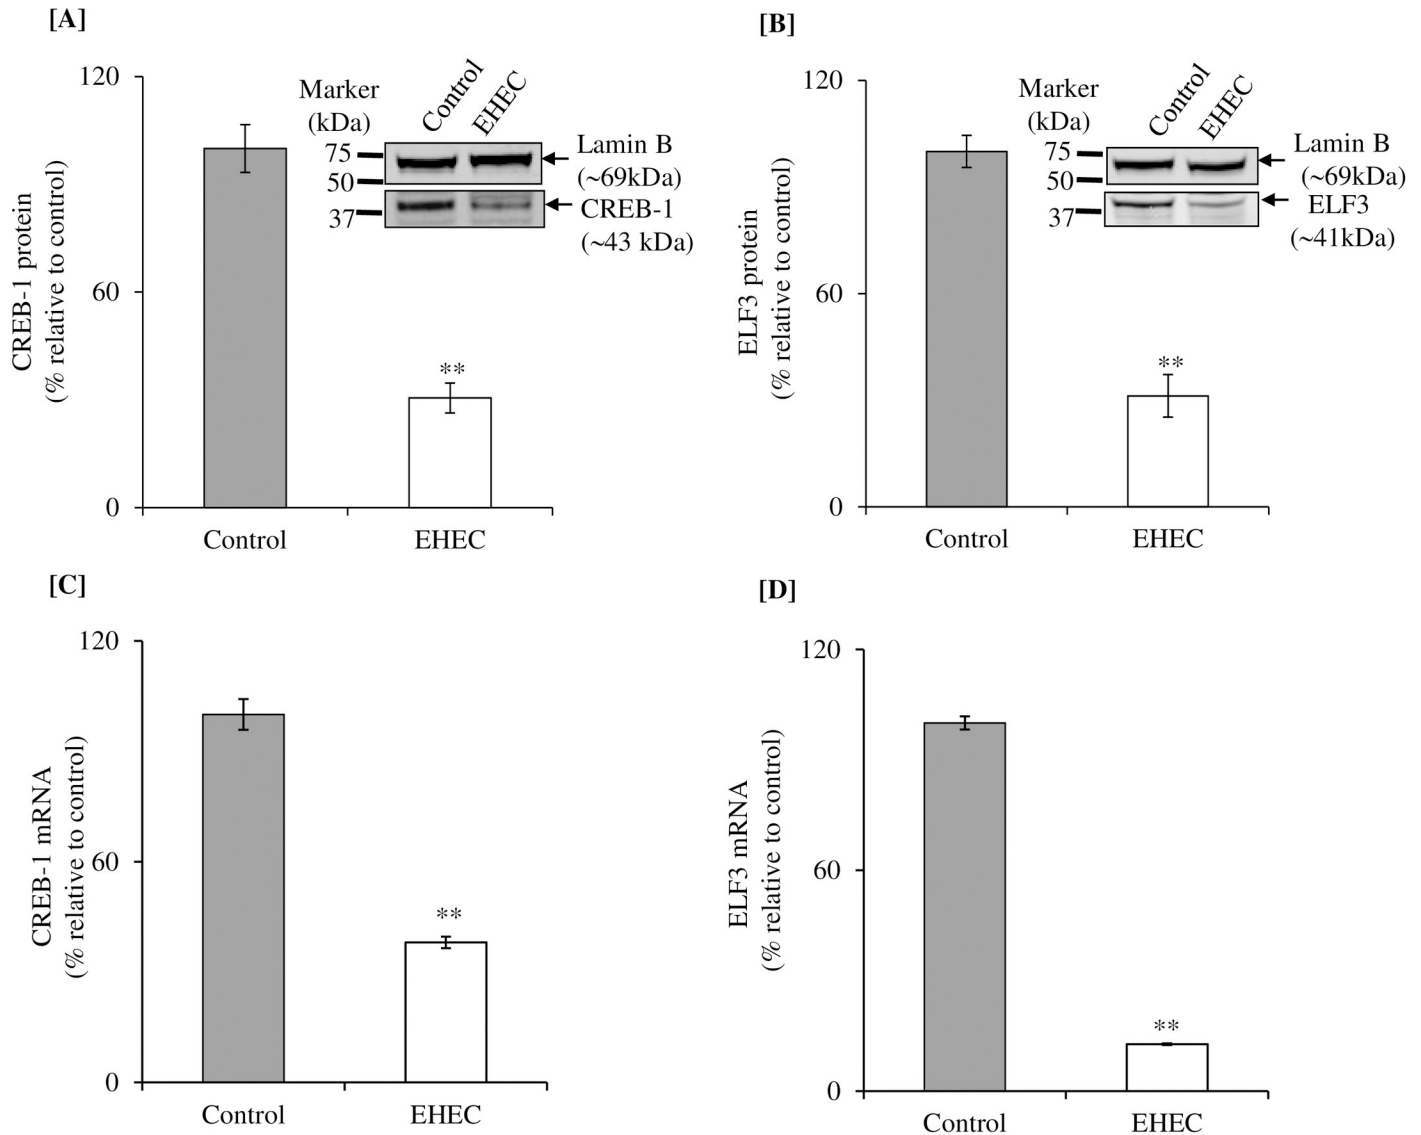 [A]
120
60
0
CREB-1 protein
(% relative to control)
Marker
(kDa)
Control
EHEC
75
50
37
Lamin B
(~69kDa)
CREB-1
(~43 kDa)
**
Control
EHEC
[B]
120
60
0
ELF3 protein
(% relative to control)
Marker
(kDa)
Control
EHEC
75
50
37
Lamin B
(~69kDa)
ELF3
(~41kDa)
**
Control
EHEC
[C]
120
60
0
CREB-1 mRNA
(% relative to control)
**
Control
EHEC
[D]
120
60
0
ELF3 mRNA
(% relative to control)
**
Control
EHEC